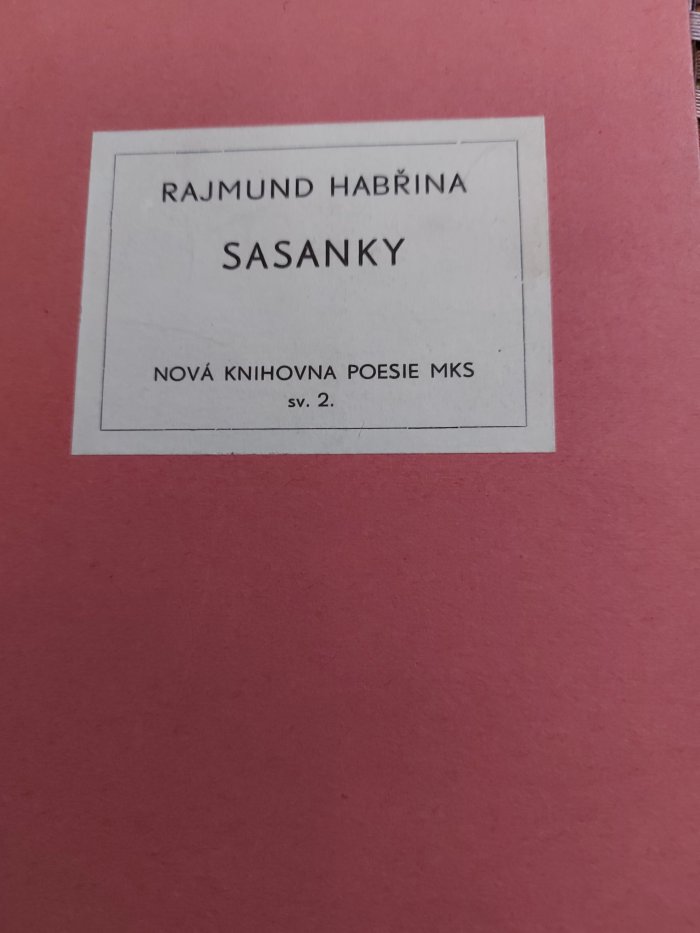 RAJMUND HABŘINA
SASANKY
NOVÁ KNIHOVNA POESIE MKS
sv. 2.